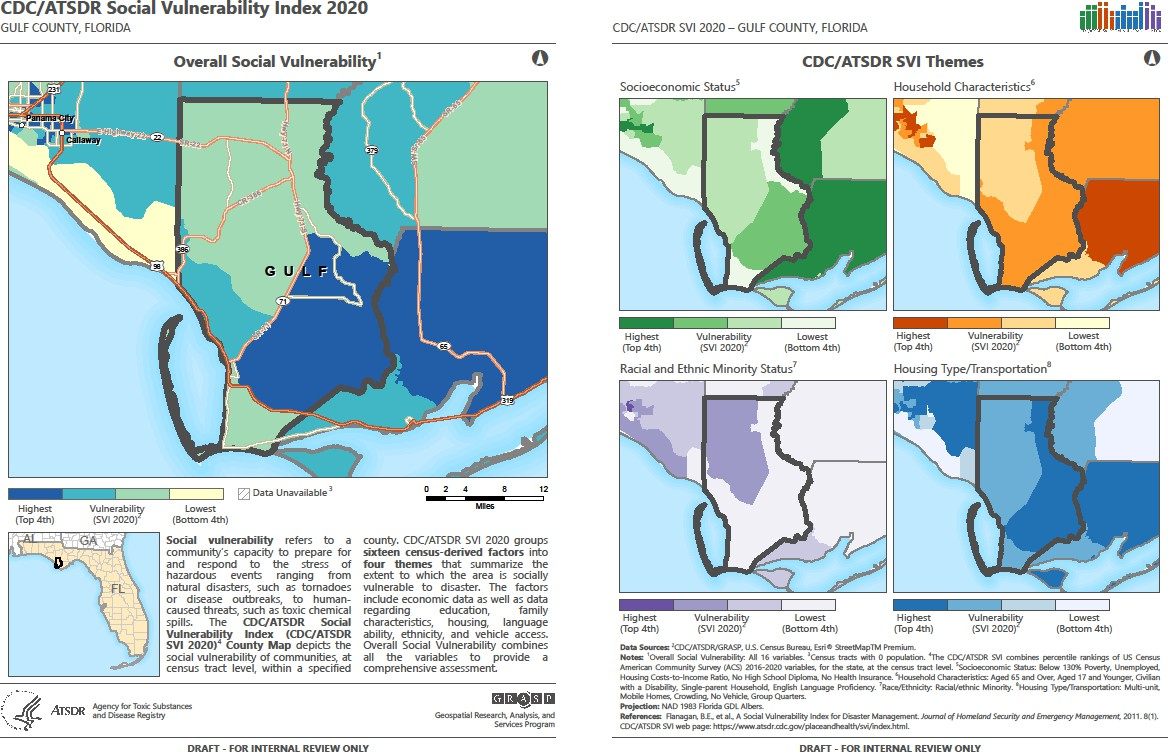 CDC/ATSDR Social Vulnerability Index 2020
GULF COUNTY, FLORIDA
Overall Social Vulnerability1
231
Panama City
Callaway
E Highway 22
22
SR-22
379
CR-386
386
98
GULF
71
65
319
Highest
(Top 4th)
Vulnerability
(SVI 2020)2
Lowest
(Bottom 4th)
Data Unavailable3
0 2 4 8 12
Miles
AL
GA
FL
Social vulnerability refers to a
community's capacity to prepare for
and respond to the stress of
hazardous events ranging from
natural disasters, such as tornadoes
or disease outbreaks, to human-
caused threats, such as toxic chemical
spills. The CDC/ATSDR Social
Vulnerability Index (CDC/ATSDR
SVI 2020)4 County Map depicts the
social vulnerability of communities, at
census tract level, within a specified
county. CDC/ATSDR SVI 2020 groups
sixteen census-derived factors into
four themes that summarize the
extent to which the area is socially
vulnerable to disaster. The factors
include economic data as well as data
regarding education, family
characteristics, housing, language
ability, ethnicity, and vehicle access.
Overall Social Vulnerability combines
all the variables to provide a
comprehensive assessment.
ATSDR
Agency for Toxic Substances
and Disease Registry
GRASP
Geospatial Research, Analysis, and
Services Program
DRAFT - FOR INTERNAL REVIEW ONLY
CDC/ATSDR SVI 2020 – GULF COUNTY, FLORIDA
CDC/ATSDR SVI Themes
Socioeconomic Status5
Highest
(Top 4th)
Vulnerability
(SVI 2020)2
Lowest
(Bottom 4th)
Household Characteristics6
Highest
(Top 4th)
Vulnerability
(SVI 2020)2
Lowest
(Bottom 4th)
Racial and Ethnic Minority Status7
Highest
(Top 4th)
Vulnerability
(SVI 2020)2
Lowest
(Bottom 4th)
Housing Type/Transportation8
Highest
(Top 4th)
Vulnerability
(SVI 2020)2
Lowest
(Bottom 4th)
Data Sources: 2CDC/ATSDR/GRASP, U.S. Census Bureau, Esri® StreetMapTM Premium.
Notes: 1Overall Social Vulnerability: All 16 variables. 3Census tracts with 0 population. 4The CDC/ATSDR SVI combines percentile rankings of US Census
American Community Survey (ACS) 2016-2020 variables, for the state, at the census tract level. 5Socioeconomic Status: Below 130% Poverty, Unemployed,
Housing Costs-to-Income Ratio, No High School Diploma, No Health Insurance. 6Household Characteristics: Aged 65 and Over, Aged 17 and Younger, Civilian
with a Disability, Single-parent Household, English Language Proficiency. 7Race/Ethnicity: Racial/ethnic Minority. 8Housing Type/Transportation: Multi-unit,
Mobile Homes, Crowding, No Vehicle, Group Quarters.
Projection: NAD 1983 Florida GDL Albers.
References: Flanagan, B.E., et al., A Social Vulnerability Index for Disaster Management. Journal of Homeland Security and Emergency Management, 2011. 8(1).
CDC/ATSDR SVI web page: https://www.atsdr.cdc.gov/placeandhealth/svi/index.html.
DRAFT - FOR INTERNAL REVIEW ONLY